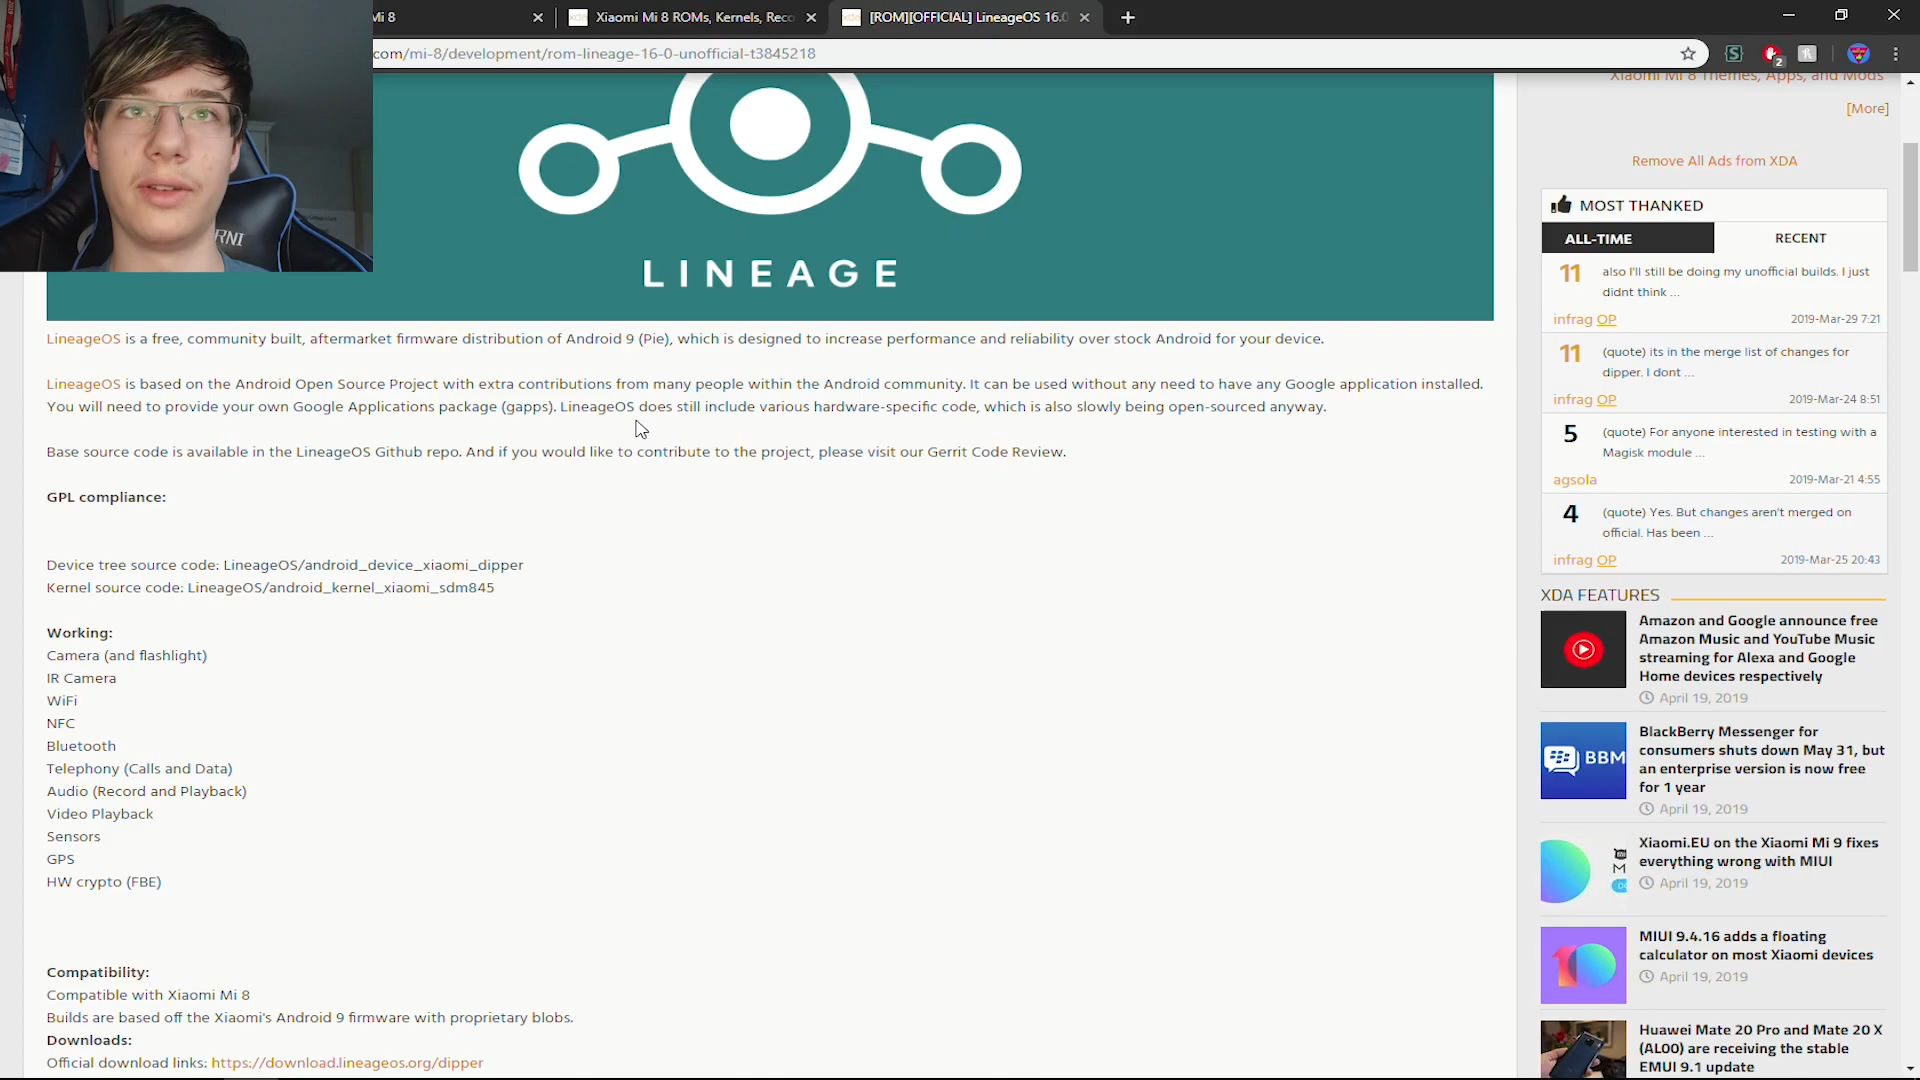 Mi 8
Xiaomi Mi 8 ROMs, Kernels, Reco
[ROM][OFFICIAL] LineageOS 16.0
com/mi-8/development/rom-lineage-16-0-unofficial-t3845218
2
LINEAGE
LineageOS is a free, community built, aftermarket firmware distribution of Android 9 (Pie), which is designed to increase performance and reliability over stock Android for your device.
LineageOS is based on the Android Open Source Project with extra contributions from many people within the Android community. It can be used without any need to have any Google application installed.
You will need to provide your own Google Applications package (gapps). LineageOS does still include various hardware-specific code, which is also slowly being open-sourced anyway.
Base source code is available in the LineageOS Github repo. And if you would like to contribute to the project, please visit our Gerrit Code Review.
GPL compliance:
Device tree source code: LineageOS/android_device_xiaomi_dipper
Kernel source code: LineageOS/android_kernel_xiaomi_sdm845
Working:
Camera (and flashlight)
IR Camera
WiFi
NFC
Bluetooth
Telephony (Calls and Data)
Audio (Record and Playback)
Video Playback
Sensors
GPS
HW crypto (FBE)
Compatibility:
Compatible with Xiaomi Mi 8
Builds are based off the Xiaomi's Android 9 firmware with proprietary blobs.
Downloads:
Official download links: https://download.lineageos.org/dipper
Xiaomi Mi 8 Themes, Apps, and Mods
[More]
Remove All Ads from XDA
MOST THANKED
ALL-TIME
RECENT
11
also I'll still be doing my unofficial builds. I just
didnt think ...
infrag OP
2019-Mar-29 7:21
11
(quote) its in the merge list of changes for
dipper. I dont ...
infrag OP
2019-Mar-24 8:51
5
(quote) For anyone interested in testing with a
Magisk module ...
agsola
2019-Mar-21 4:55
4
(quote) Yes. But changes aren't merged on
official. Has been ...
infrag OP
2019-Mar-25 20:43
XDA FEATURES
Amazon and Google announce free
Amazon Music and YouTube Music
streaming for Alexa and Google
Home devices respectively
April 19, 2019
BBM
BlackBerry Messenger for
consumers shuts down May 31, but
an enterprise version is now free
for 1 year
April 19, 2019
Xiaomi.EU on the Xiaomi Mi 9 fixes
everything wrong with MIUI
April 19, 2019
MIUI 9.4.16 adds a floating
calculator on most Xiaomi devices
April 19, 2019
Huawei Mate 20 Pro and Mate 20 X
(AL00) are receiving the stable
EMUI 9.1 update